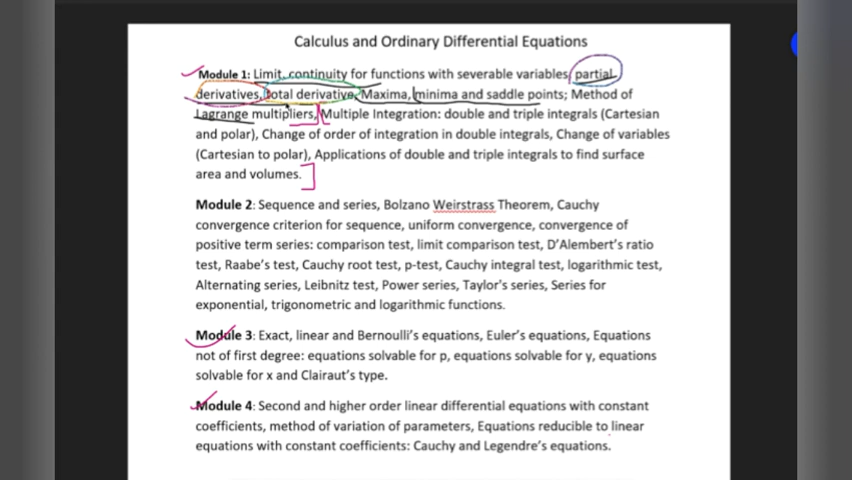 Calculus and Ordinary Differential Equations
Module 1: Limit, continuity for functions with severable variables, partial
derivatives, total derivative, Maxima, minima and saddle points; Method of
Lagrange multipliers, Multiple Integration: double and triple integrals (Cartesian
and polar), Change of order of integration in double integrals, Change of variables
(Cartesian to polar), Applications of double and triple integrals to find surface
area and volumes.
Module 2: Sequence and series, Bolzano Weirstrass Theorem, Cauchy
convergence criterion for sequence, uniform convergence, convergence of
positive term series: comparison test, limit comparison test, D'Alembert's ratio
test, Raabe's test, Cauchy root test, p-test, Cauchy integral test, logarithmic test,
Alternating series, Leibnitz test, Power series, Taylor's series, Series for
exponential, trigonometric and logarithmic functions.
Module 3: Exact, linear and Bernoulli's equations, Euler's equations, Equations
not of first degree: equations solvable for p, equations solvable for y, equations
solvable for x and Clairaut's type.
Module 4: Second and higher order linear differential equations with constant
coefficients, method of variation of parameters, Equations reducible to linear
equations with constant coefficients: Cauchy and Legendre's equations.